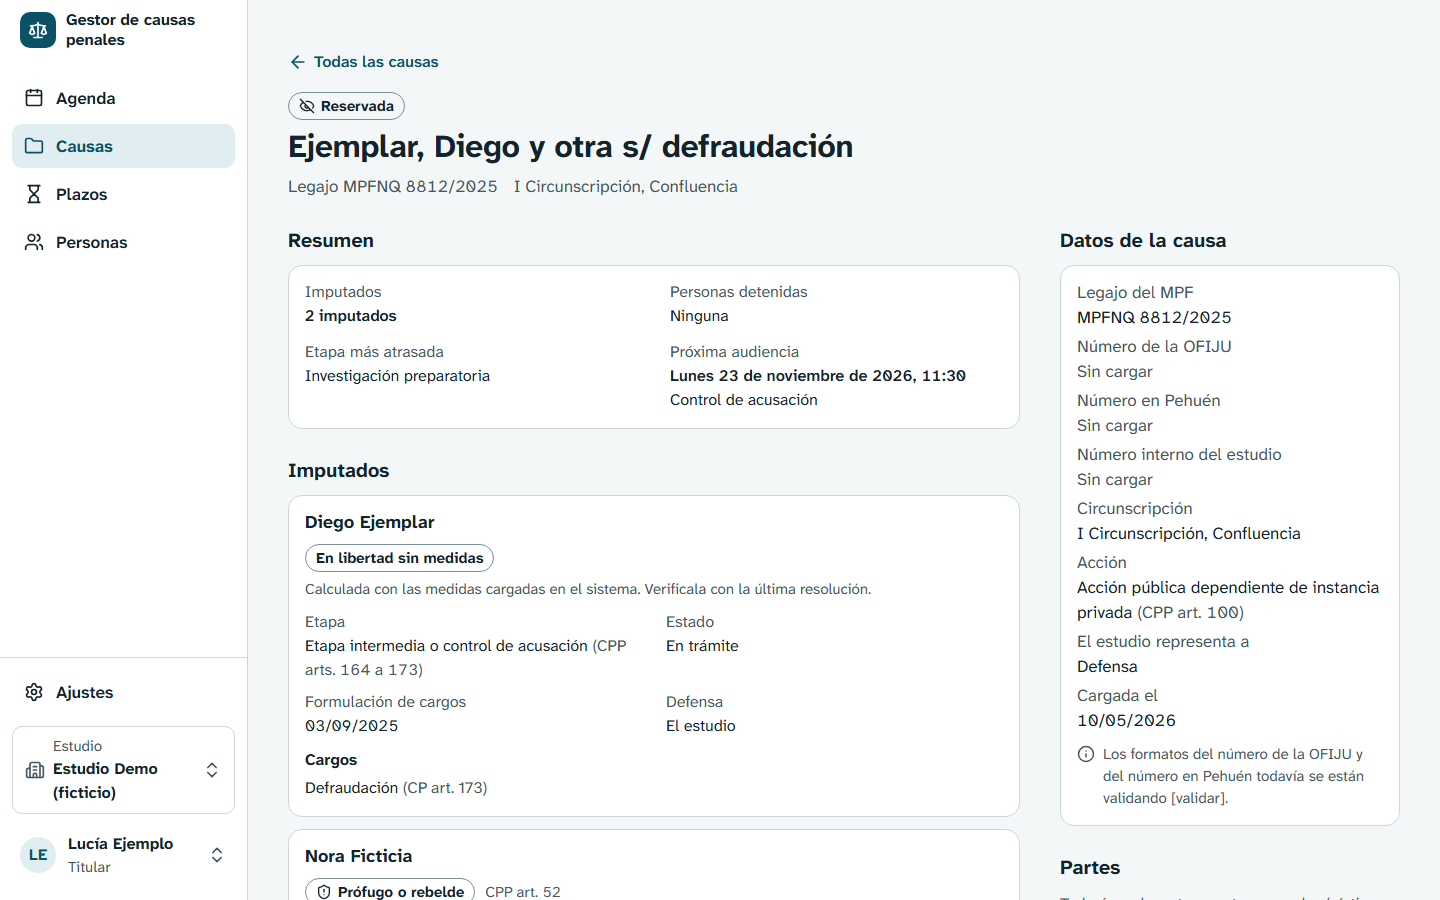 Gestor de causas
penales
Agenda
Causas
Plazos
Personas
Ajustes
Estudio
Estudio Demo
(ficticio)
LE
Lucía Ejemplo
Titular
Todas las causas
Reservada
Ejemplar, Diego y otra s/ defraudación
Legajo MPFNQ 8812/2025 I Circunscripción, Confluencia
Resumen
Imputados
2 imputados
Personas detenidas
Ninguna
Etapa más atrasada
Investigación preparatoria
Próxima audiencia
Lunes 23 de noviembre de 2026, 11:30
Control de acusación
Imputados
Diego Ejemplar
En libertad sin medidas
Calculada con las medidas cargadas en el sistema. Verificala con la última resolución.
Etapa
Etapa intermedia o control de acusación (CPP
arts. 164 a 173)
Estado
En trámite
Formulación de cargos
03/09/2025
Defensa
El estudio
Cargos
Defraudación (CP art. 173)
Nora Ficticia
Prófugo o rebelde CPP art. 52
Datos de la causa
Legajo del MPF
MPFNQ 8812/2025
Número de la OFIJU
Sin cargar
Número en Pehuén
Sin cargar
Número interno del estudio
Sin cargar
Circunscripción
I Circunscripción, Confluencia
Acción
Acción pública dependiente de instancia
privada (CPP art. 100)
El estudio representa a
Defensa
Cargada el
10/05/2026
Los formatos del número de la OFIJU y
del número en Pehuén todavía se están
validando [validar].
Partes